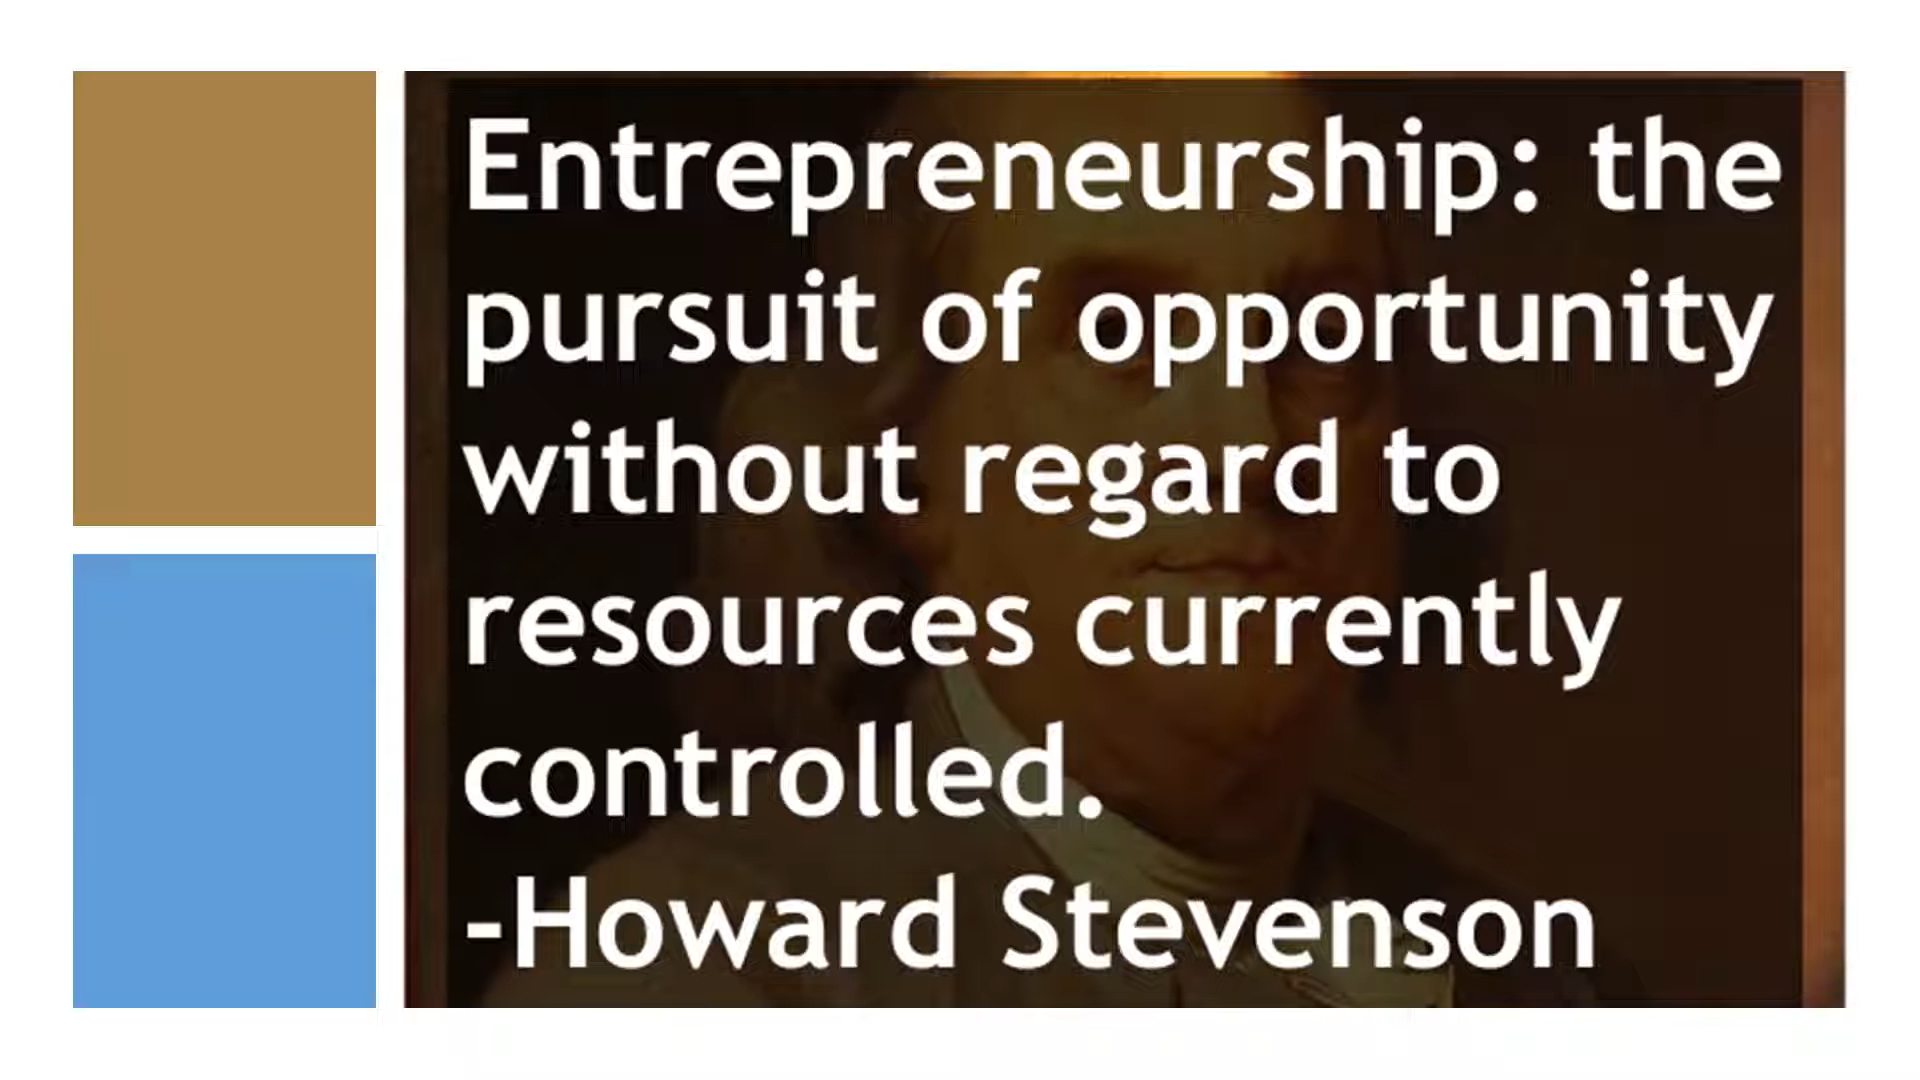 Entrepreneurship: the
pursuit of opportunity
without regard to
resources currently
controlled.
-Howard Stevenson